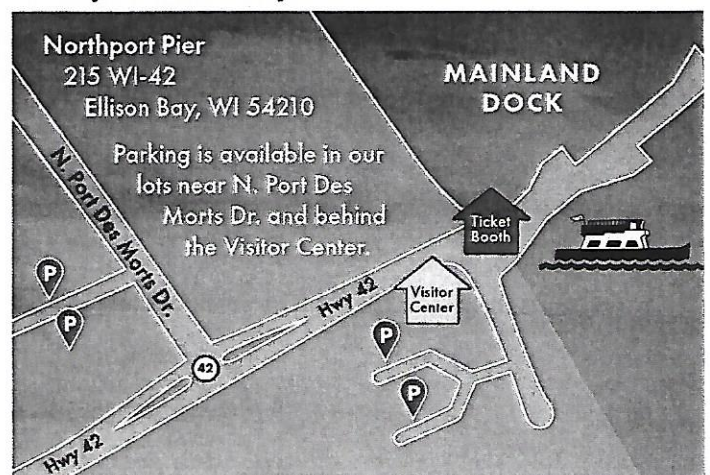 Northport Pier
215 WI-42
Ellison Bay, WI 54210
Parking is available in our
lots near N. Port Des
Morts Dr. and behind
the Visitor Center.
MAINLAND
DOCK
N. Port Des Morts Dr.
Ticket
Booth
Visitor
Center
Hwy 42
42
Hwy 42
P
P
P
P